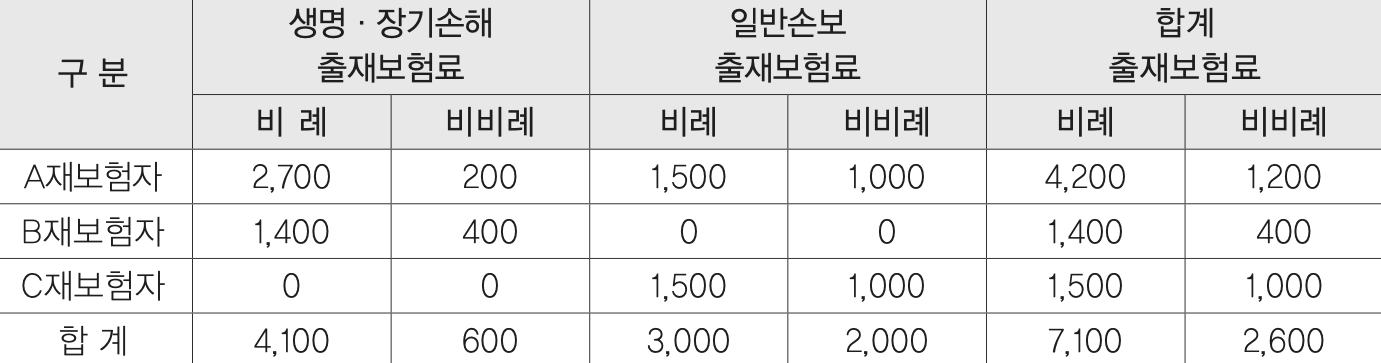 구 분 생명 · 장기손해 출재보험료 일반손보 출재보험료 합계 출재보험료
비 례 비비례 비례 비비례 비례 비비례
A재보험자 2,700 200 1,500 1,000 4,200 1,200
B재보험자 1,400 400 0 0 1,400 400
C재보험자 0 0 1,500 1,000 1,500 1,000
합 계 4,100 600 3,000 2,000 7,100 2,600